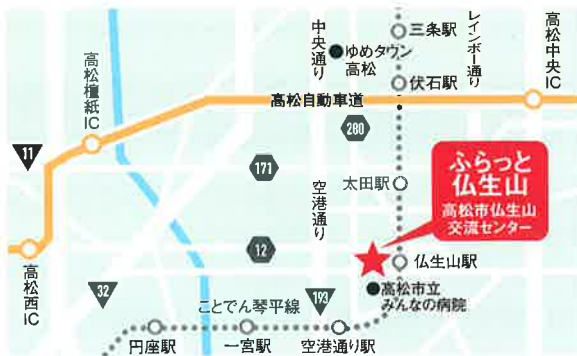 中央通り
三条駅
レインボー通り
高松中央IC
ゆめタウン
高松
伏石駅
高松檀紙IC
高松自動車道
280
11
171
太田駅
空港通り
ふらっと
仏生山
高松市仏生山
交流センター
12
仏生山駅
高松西IC
32
高松市立
みんなの病院
193
ことでん琴平線
円座駅
一宮駅
空港通り駅